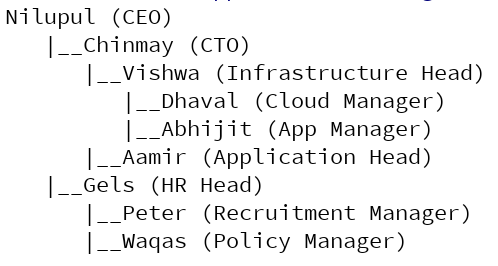 Nilupul (CEO)
   |__Chinmay (CTO)
      |__Vishwa (Infrastructure Head)
         |__Dhaval (Cloud Manager)
         |__Abhijit (App Manager)
      |__Aamir (Application Head)
   |__Gels (HR Head)
      |__Peter (Recruitment Manager)
      |__Waqas (Policy Manager)